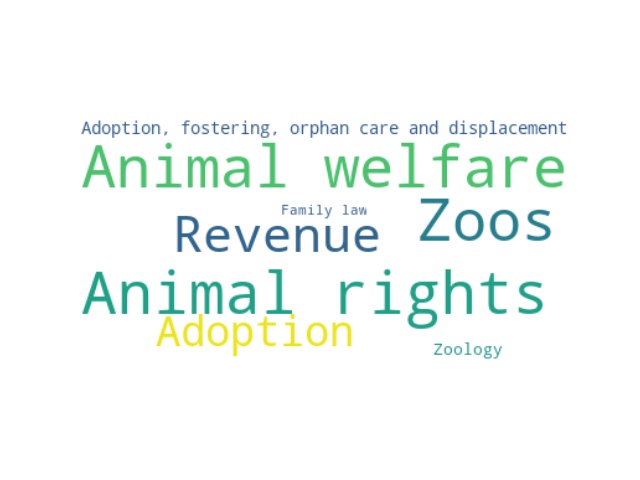 Adoption, fostering, orphan care and displacement
Animal welfare
Family law
Zoos
Revenue
Animal rights
Adoption
Zoology